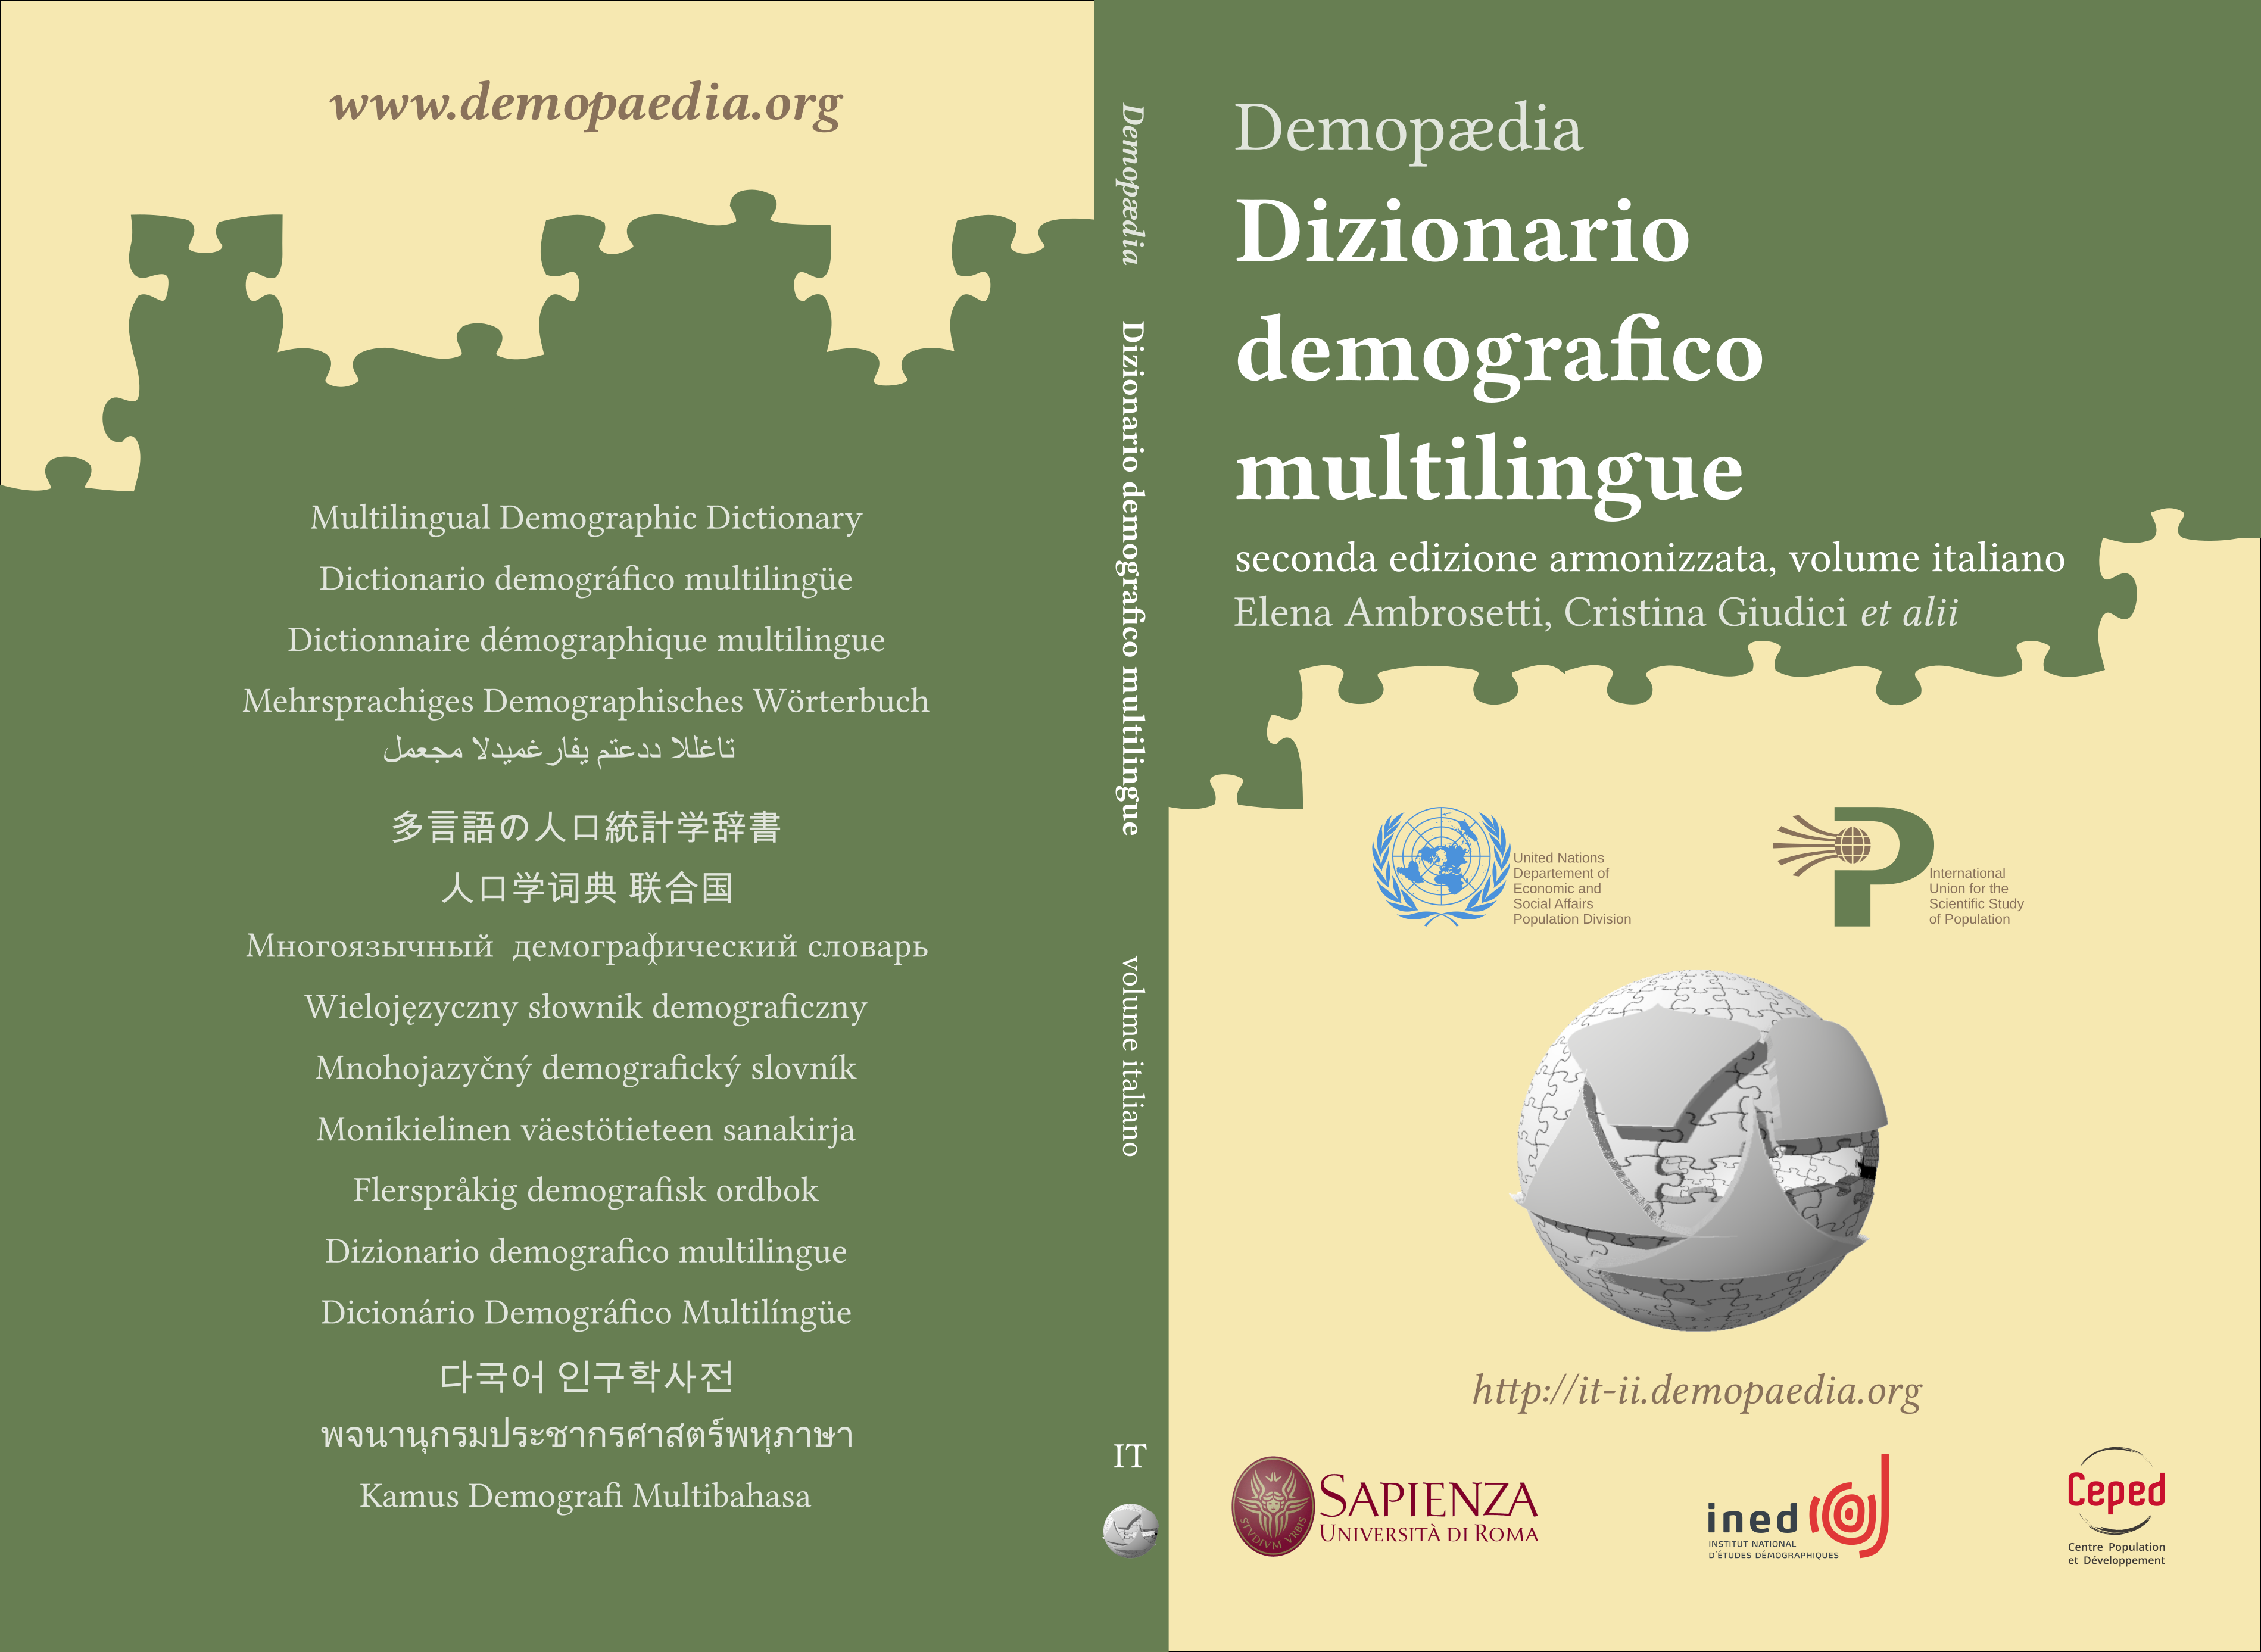 www.demopaedia.org
Multilingual Demographic Dictionary
Dictionario demográfico multilingüe
Dictionnaire démographique multilingue
Mehrsprachiges Demographisches Wörterbuch
تاغللا ددعتم يفارغميدلا مجعمل
多言語の人口統計学辞書
人口学词典 联合国
Многоязычный демографический словарь
Wielojęzyczny słownik demograficzny
Mnohojazyčný demografický slovník
Monikielinen väestötieteen sanakirja
Flerspråkig demografisk ordbok
Dizionario demografico multilingue
Dicionário Demográfico Multilíngüe
다국어 인구학사전
พจนานุกรมประชากรศาสตร์พหุภาษา
Kamus Demografi Multibahasa
Demopædia Dizionario demografico multilingue volume italiano
IT
Demopædia
Dizionario
demografico
multilingue
seconda edizione armonizzata, volume italiano
Elena Ambrosetti, Cristina Giudici et alii
United Nations
Departement of
Economic and
Social Affairs
Population Division
International
Union for the
Scientific Study
of Population
http://it-ii.demopaedia.org
STVDIVM VRBIS
SAPIENZA
UNIVERSITÀ DI ROMA
ined
INSTITUT NATIONAL
D'ÉTUDES DÉMOGRAPHIQUES
Ceped
Centre Population
et Développement